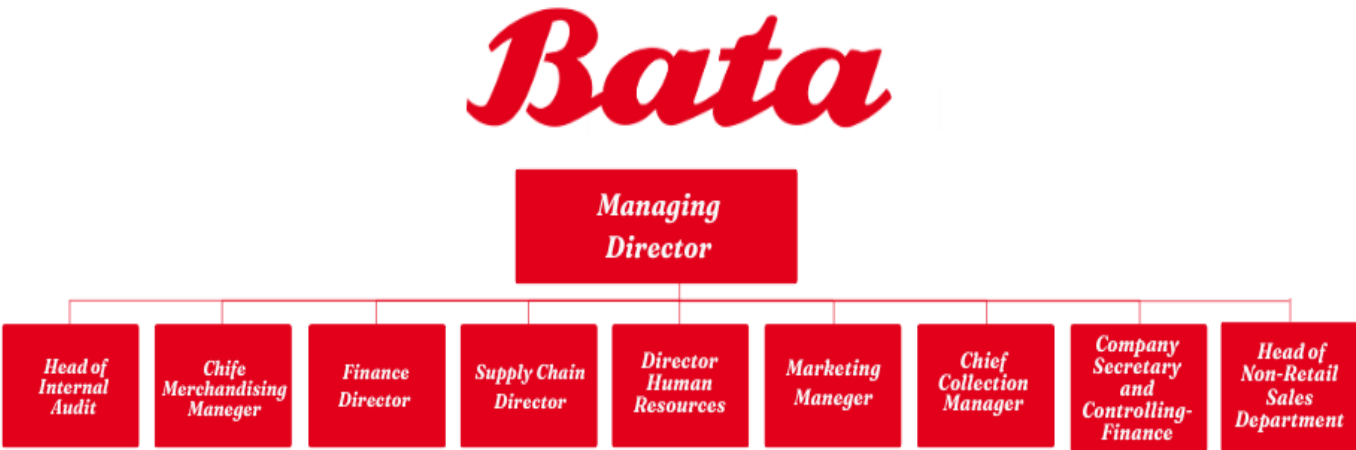 Bata
Managing
Director
Head of
Internal
Audit
Chife
Merchandising
Maneger
Finance
Director
Supply Chain
Director
Director
Human
Resources
Marketing
Maneger
Chief
Collection
Manager
Company
Secretary
and
Controlling-
Finance
Head of
Non-Retail
Sales
Department